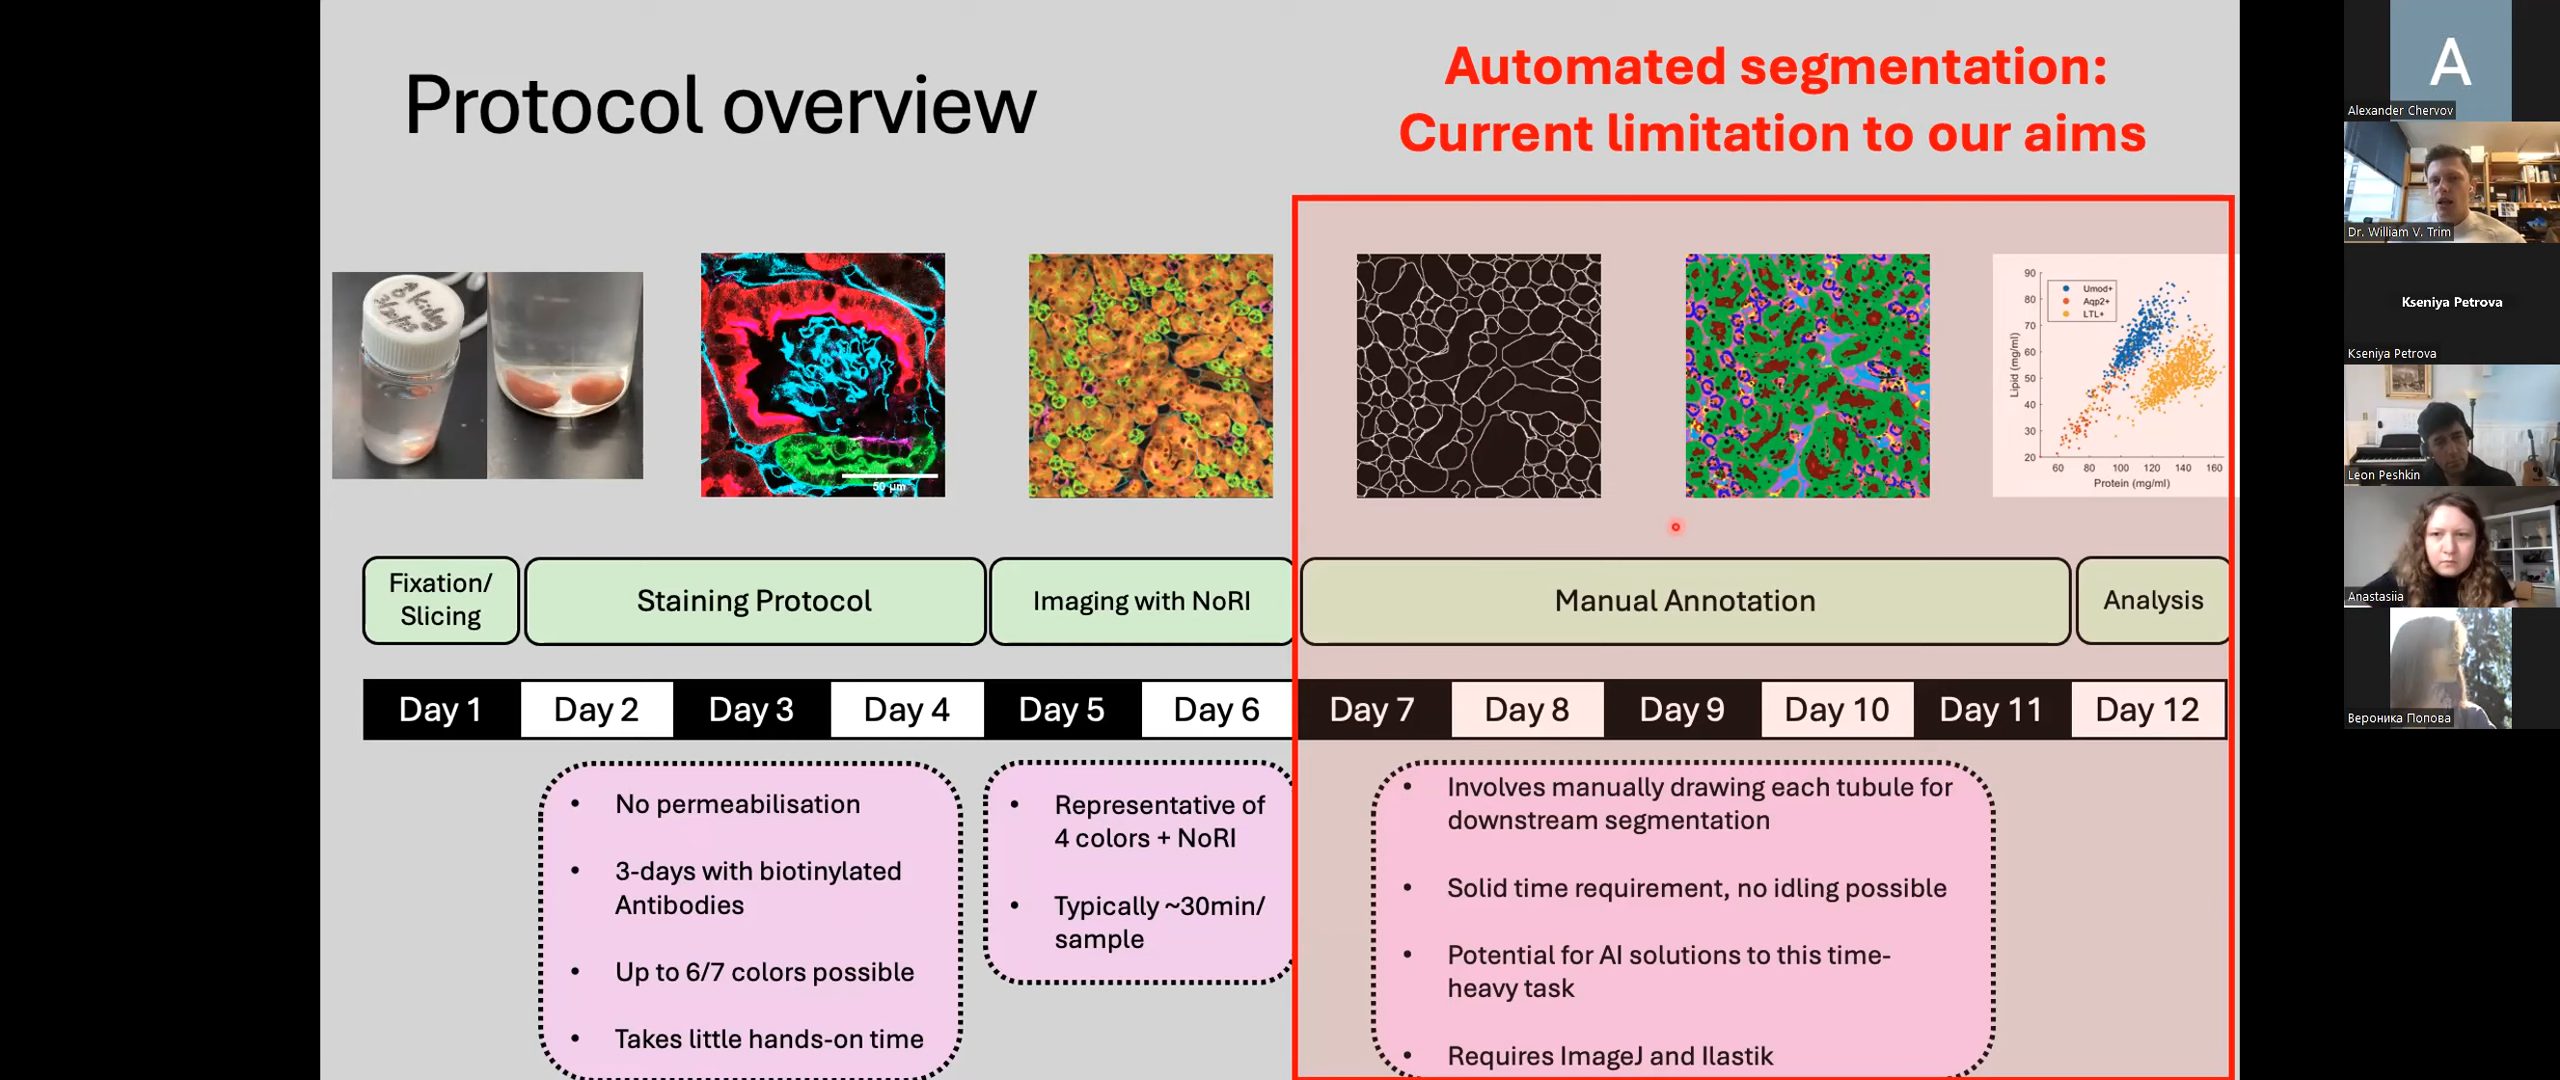 Protocol overview
Automated segmentation:
Current limitation to our aims
Kidney
50 µm
90
80
70
60
50
40
30
20
Lipid (mg/ml)
Umod+
Aqp2+
LTL+
60 80 100 120 140 160
Protein (mg/ml)
Fixation/
Slicing
Staining Protocol
Imaging with NoRI
Manual Annotation
Analysis
Day 1
Day 2
Day 3
Day 4
Day 5
Day 6
Day 7
Day 8
Day 9
Day 10
Day 11
Day 12
• No permeabilisation
• 3-days with biotinylated
Antibodies
• Up to 6/7 colors possible
• Takes little hands-on time
• Representative of
4 colors + NoRI
• Typically ~30min/
sample
• Involves manually drawing each tubule for
downstream segmentation
• Solid time requirement, no idling possible
• Potential for AI solutions to this time-
heavy task
• Requires ImageJ and Ilastik
A
Alexander Chervov
Dr. William V. Trim
Kseniya Petrova
Kseniya Petrova
Leon Peshkin
Anastasiia
Вероника Попова